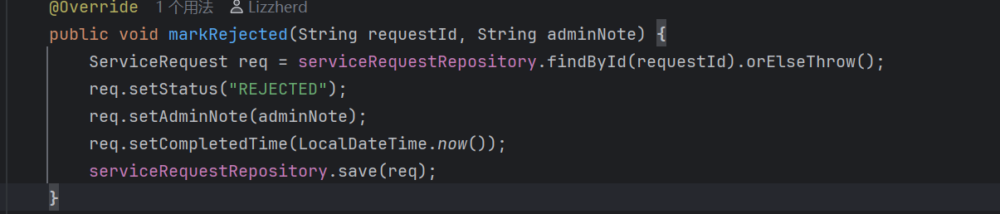 @Override 1 个用法 Lizzherd
public void markRejected(String requestId, String adminNote) {
    ServiceRequest req = serviceRequestRepository.findById(requestId).orElseThrow();
    req.setStatus("REJECTED");
    req.setAdminNote(adminNote);
    req.setCompletedTime(LocalDateTime.now());
    serviceRequestRepository.save(req);
}